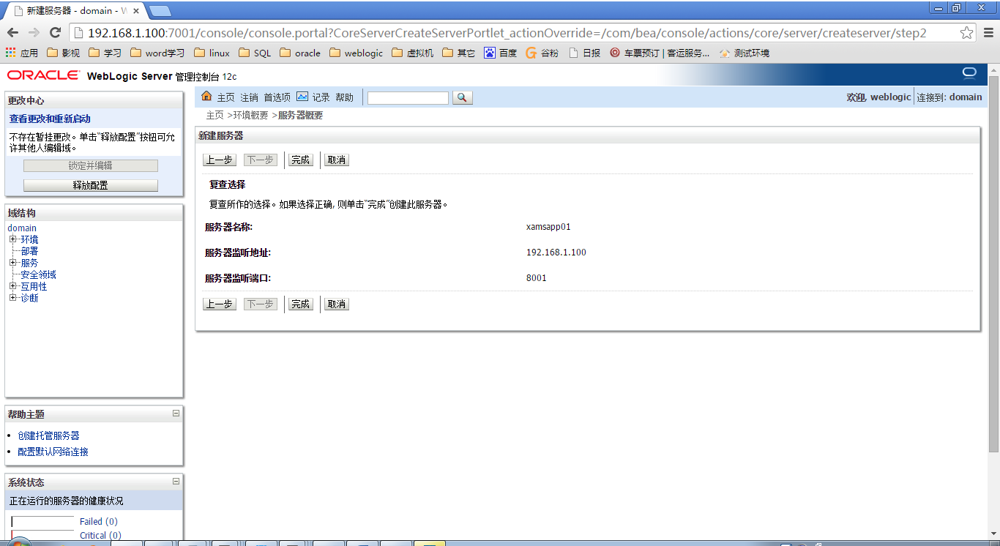 新建服务器 - domain - W
192.168.1.100:7001/console/console.portal?CoreServerCreateServerPortlet_actionOverride=/com/bea/console/actions/core/server/createserver/step2
应用 影视 学习 word学习 linux SQL oracle weblogic 虚拟机 其它 百度 谷粉 日报 车票预订 | 客运服务... 测试环境
ORACLE WebLogic Server 管理控制台 12c
更改中心
查看更改和重新启动
不存在暂挂更改。单击"释放配置"按钮可允
许其他人编辑域。
锁定并编辑
释放配置
域结构
domain
环境
部署
服务
安全领域
互用性
诊断
帮助主题
创建托管服务器
配置默认网络连接
系统状态
正在运行的服务器的健康状况
Failed (0)
Critical (0)
主页 注销 首选项 记录 帮助
欢迎, weblogic 连接到: domain
主页 >环境概要 >服务器概要
新建服务器
上一步 下一步 完成 取消
复查选择
复查所作的选择。如果选择正确, 则单击"完成"创建此服务器。
服务器名称: xamsapp01
服务器监听地址: 192.168.1.100
服务器监听端口: 8001
上一步 下一步 完成 取消